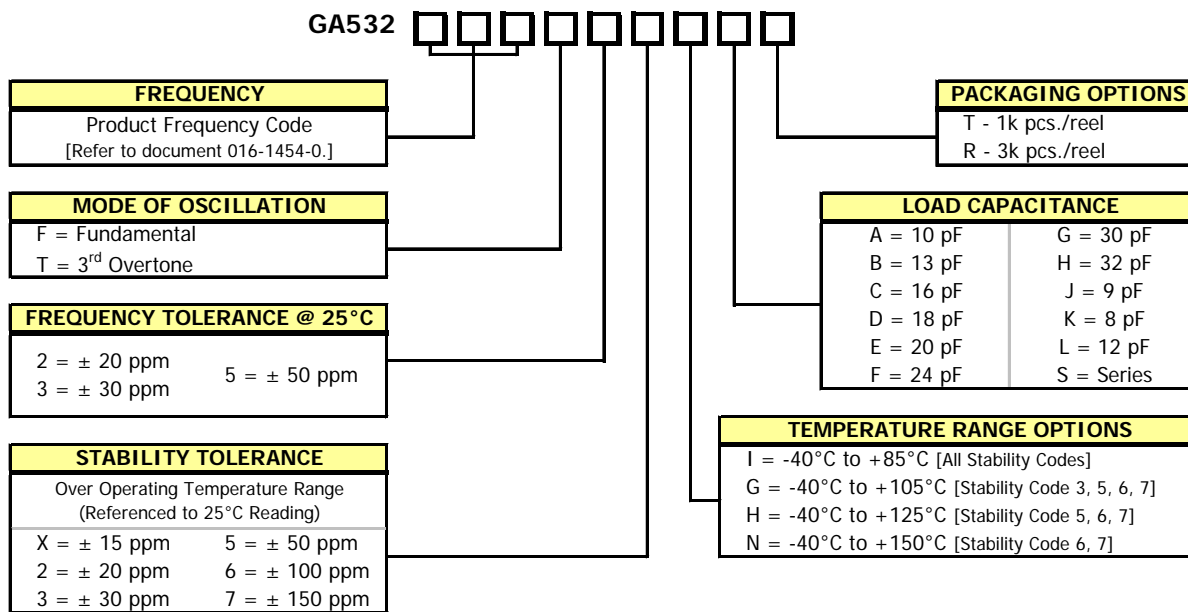 GA532
FREQUENCY
Product Frequency Code
[Refer to document 016-1454-0.]
MODE OF OSCILLATION
F = Fundamental
T = 3rd Overtone
FREQUENCY TOLERANCE @ 25°C
2 = ± 20 ppm
3 = ± 30 ppm
5 = ± 50 ppm
STABILITY TOLERANCE
Over Operating Temperature Range
(Referenced to 25°C Reading)
X = ± 15 ppm
2 = ± 20 ppm
3 = ± 30 ppm
5 = ± 50 ppm
6 = ± 100 ppm
7 = ± 150 ppm
PACKAGING OPTIONS
T - 1k pcs./reel
R - 3k pcs./reel
LOAD CAPACITANCE
A = 10 pF
B = 13 pF
C = 16 pF
D = 18 pF
E = 20 pF
F = 24 pF
G = 30 pF
H = 32 pF
J = 9 pF
K = 8 pF
L = 12 pF
S = Series
TEMPERATURE RANGE OPTIONS
I = -40°C to +85°C [All Stability Codes]
G = -40°C to +105°C [Stability Code 3, 5, 6, 7]
H = -40°C to +125°C [Stability Code 5, 6, 7]
N = -40°C to +150°C [Stability Code 6, 7]